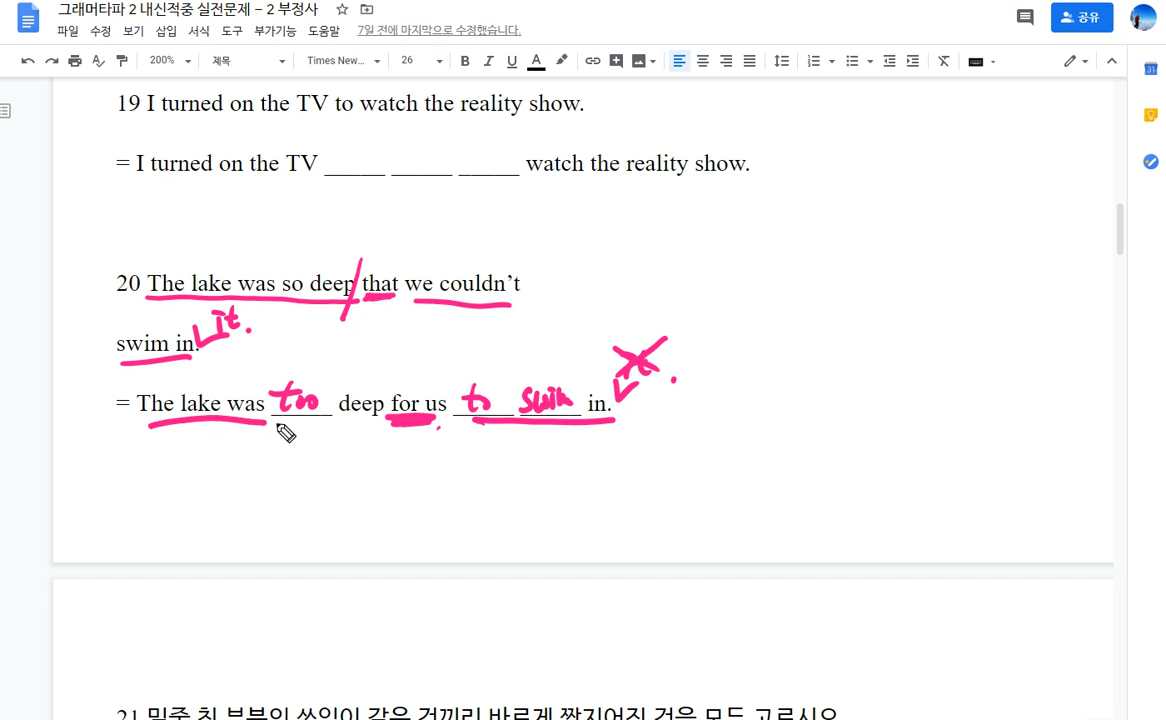 그래머타파 2 내신적중 실전문제 – 2 부정사
공유
파일 수정 보기 삽입 서식 도구 부가기능 도움말 7일 전에 마지막으로 수정했습니다.
200% 제목 Times New... 26 B I U A
31
19 I turned on the TV to watch the reality show.
= I turned on the TV _____ _____ _____ watch the reality show.
20 The lake was so deep that we couldn’t
swim in. It.
= The lake was too deep for us to swim in. it.